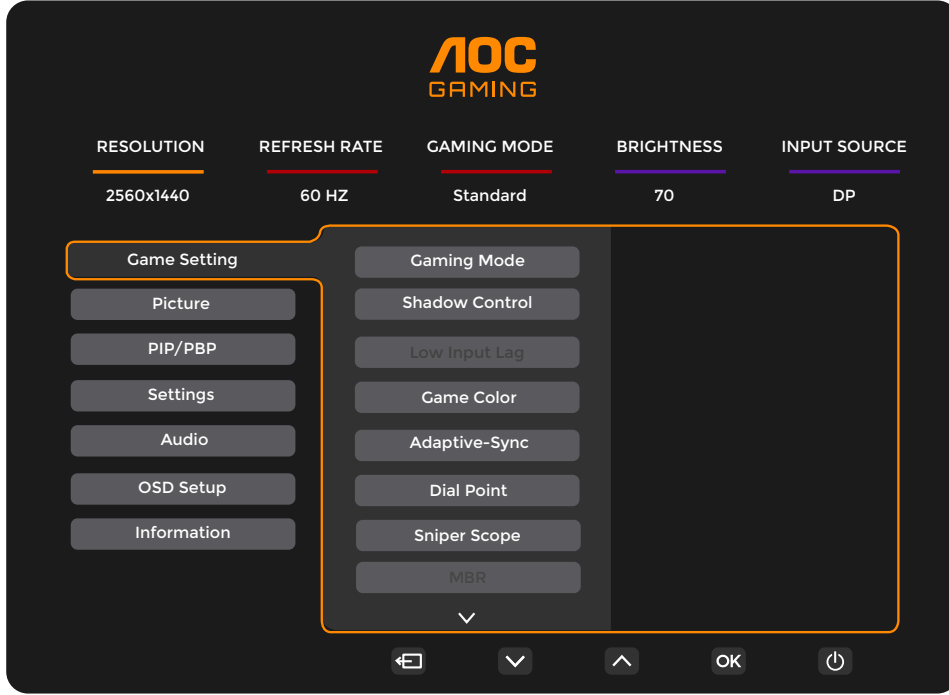 AOC
GAMING
RESOLUTION REFRESH RATE GAMING MODE BRIGHTNESS INPUT SOURCE
2560x1440 60 HZ Standard 70 DP
Game Setting
Picture
PIP/PBP
Settings
Audio
OSD Setup
Information
Gaming Mode
Shadow Control
Low Input Lag
Game Color
Adaptive-Sync
Dial Point
Sniper Scope
MBR
OK